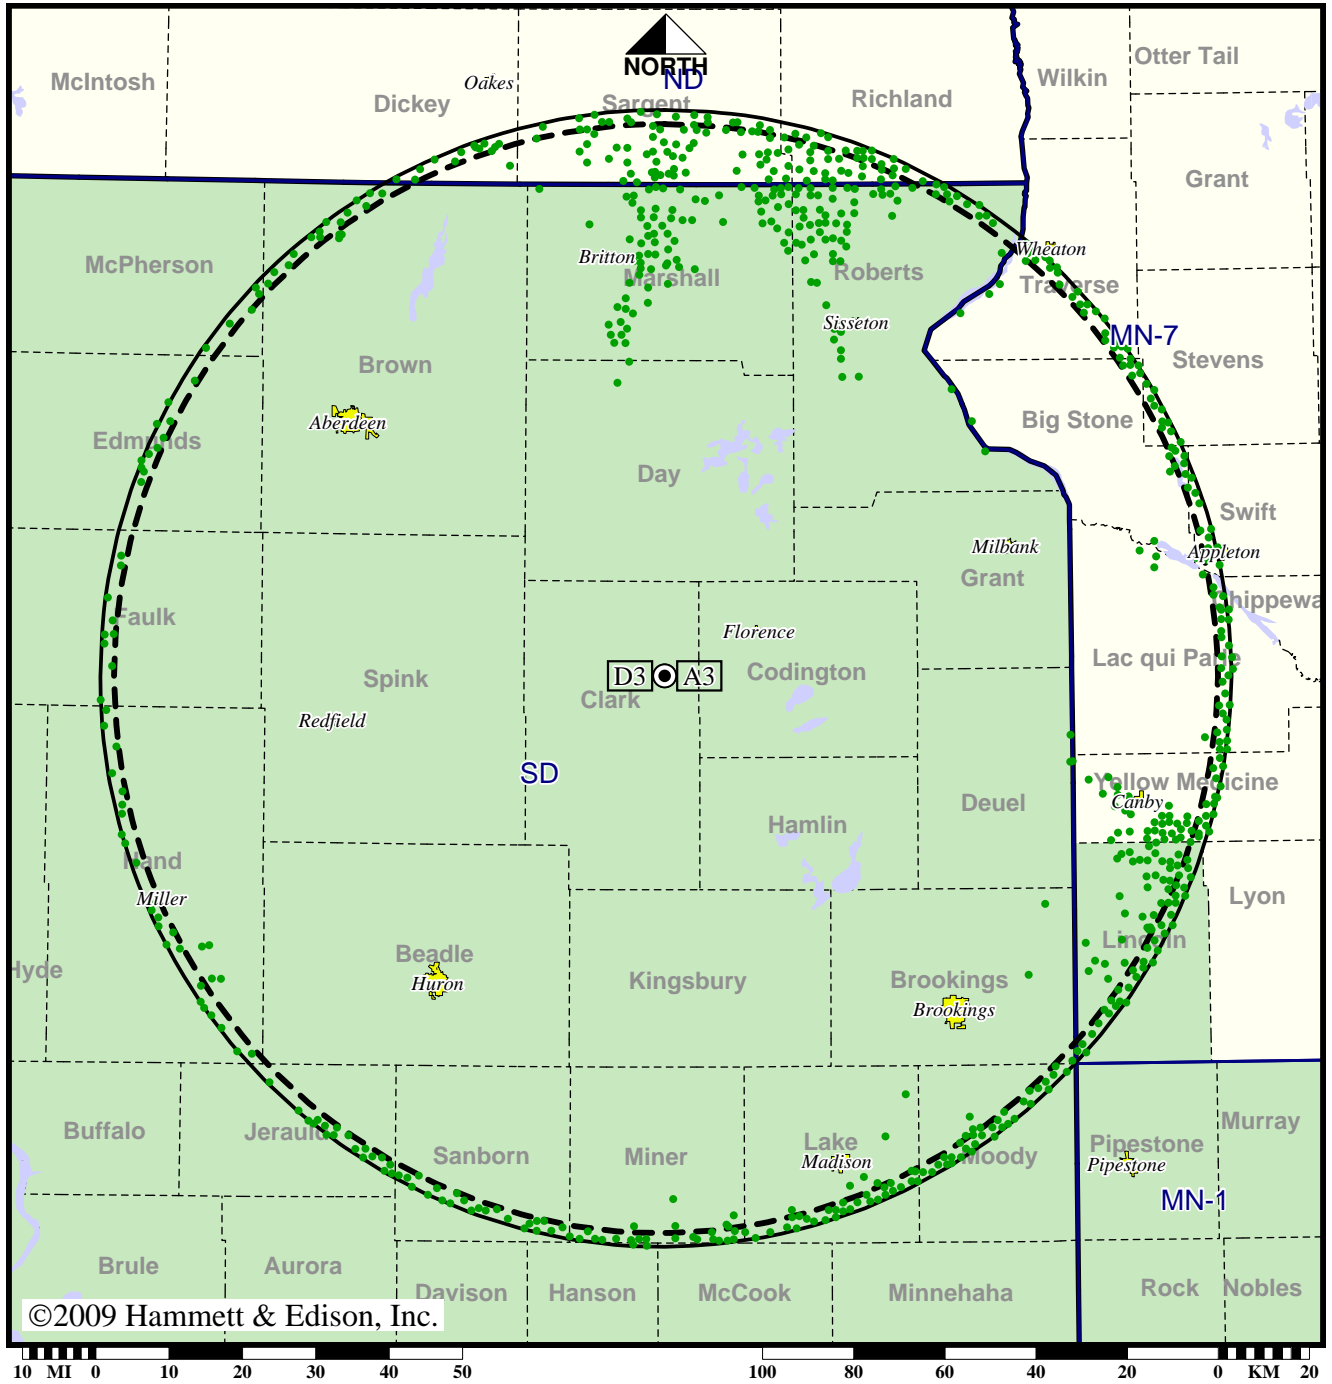 McIntosh
Oakes
Dickey
NORTH
ND
Sargent
Richland
Wilkin
Otter Tail
Grant
McPherson
Britton
Marshall
Roberts
Wheaton
Traverse
Sisseton
MN-7
Stevens
Brown
Aberdeen
Big Stone
Edmunds
Day
Swift
Milbank
Appleton
Grant
Chippewa
Faulk
Florence
Lac qui Parle
Spink
D3
A3
Codington
Clark
Redfield
SD
Yellow Medicine
Canby
Deuel
Hamlin
Hand
Miller
Lyon
Lincoln
Beadle
Hyde
Huron
Kingsbury
Brookings
Brookings
Buffalo
Jerauld
Sanborn
Miner
Lake
Madison
Moody
Pipestone
Pipestone
Murray
MN-1
Brule
Aurora
Davison
Hanson
McCook
Minnehaha
Rock
Nobles
©2009 Hammett & Edison, Inc.
10 MI 0 10 20 30 40 50 100 80 60 40 20 0 KM 20